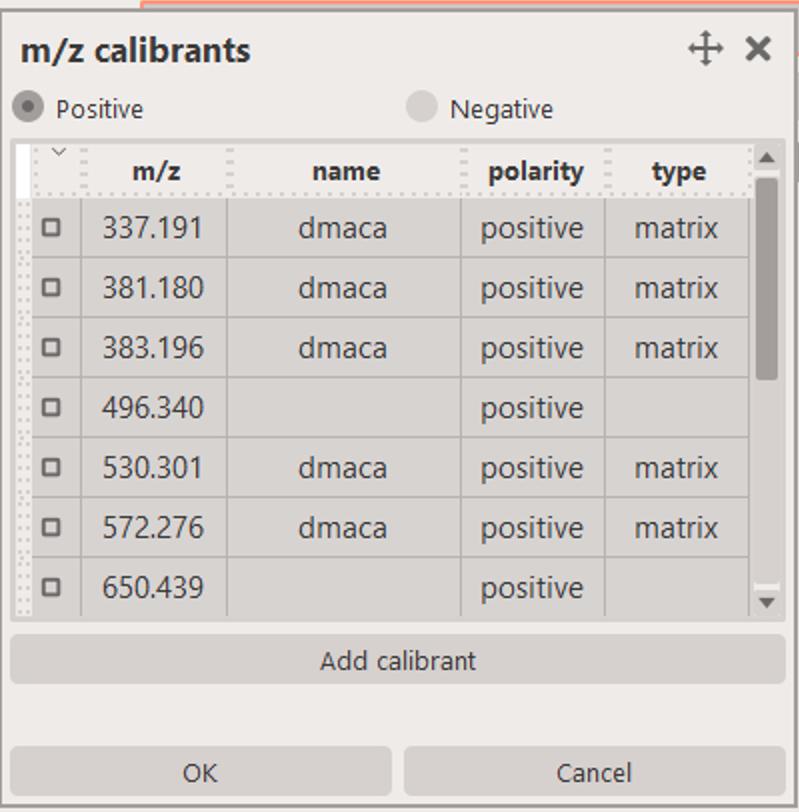 m/z calibrants
Positive Negative
m/z name polarity type
337.191 dmaca positive matrix
381.180 dmaca positive matrix
383.196 dmaca positive matrix
496.340 positive
530.301 dmaca positive matrix
572.276 dmaca positive matrix
650.439 positive
Add calibrant
OK Cancel